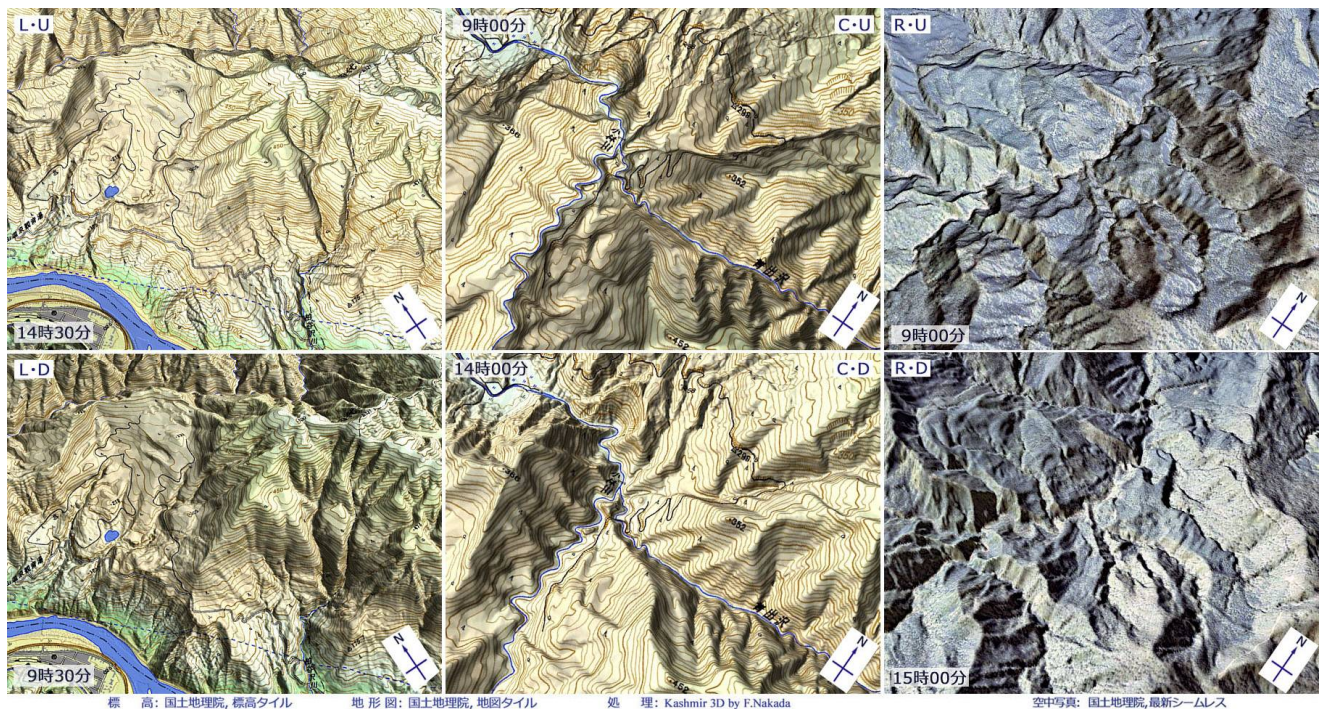 L・U
14時30分
N
9時00分
C・U
352
452
N
R・U
9時00分
N
L・D
9時30分
N
14時00分
C・D
352
452
N
R・D
15時00分
N
標 高: 国土地理院, 標高タイル 地 形 図: 国土地理院, 地図タイル 処 理: Kashmir 3D by F.Nakada 空中写真: 国土地理院,最新シームレス